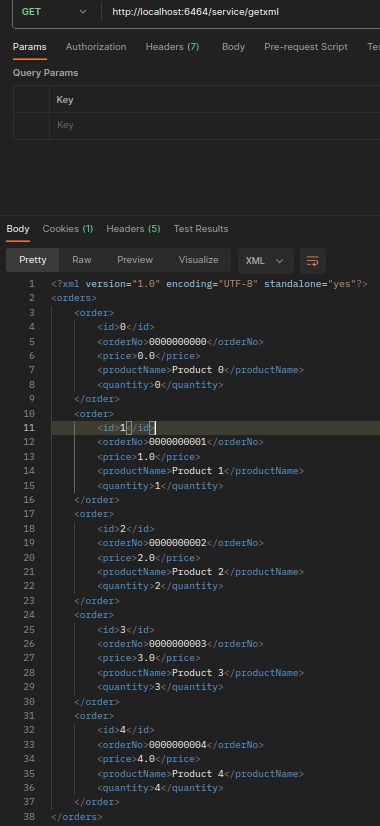 GET http://localhost:6464/service/getxml
Params Authorization Headers (7) Body Pre-request Script
Query Params
Key
Key
Body Cookies (1) Headers (5) Test Results
Pretty Raw Preview Visualize XML
1 <?xml version="1.0" encoding="UTF-8" standalone="yes"?>
2 <orders>
3 <order>
4 <id>0</id>
5 <orderNo>0000000000</orderNo>
6 <price>0.0</price>
7 <productName>Product 0</productName>
8 <quantity>0</quantity>
9 </order>
10 <order>
11 <id>1</id>
12 <orderNo>0000000001</orderNo>
13 <price>1.0</price>
14 <productName>Product 1</productName>
15 <quantity>1</quantity>
16 </order>
17 <order>
18 <id>2</id>
19 <orderNo>0000000002</orderNo>
20 <price>2.0</price>
21 <productName>Product 2</productName>
22 <quantity>2</quantity>
23 </order>
24 <order>
25 <id>3</id>
26 <orderNo>0000000003</orderNo>
27 <price>3.0</price>
28 <productName>Product 3</productName>
29 <quantity>3</quantity>
30 </order>
31 <order>
32 <id>4</id>
33 <orderNo>0000000004</orderNo>
34 <price>4.0</price>
35 <productName>Product 4</productName>
36 <quantity>4</quantity>
37 </order>
38 </orders>